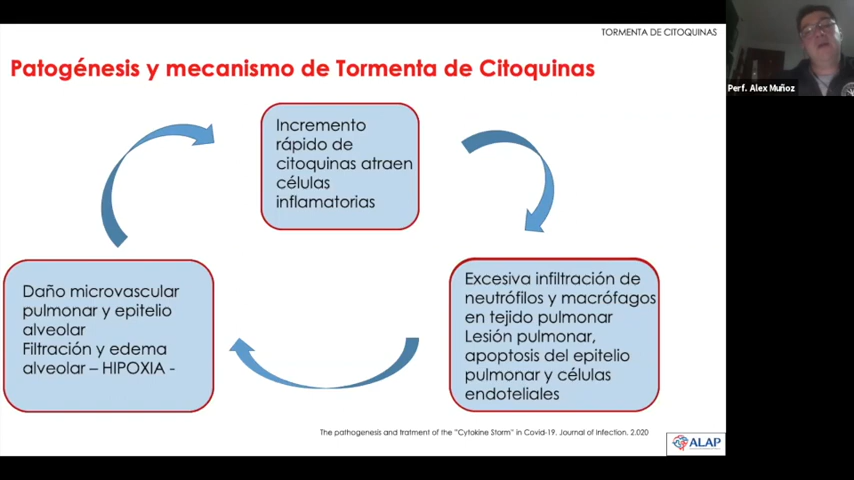 TORMENTA DE CITOQUINAS
Patogénesis y mecanismo de Tormenta de Citoquinas
Perf. Alex Muñoz
Incremento
rápido de
citoquinas atraen
células
inflamatorias
Excesiva infiltración de
neutrófilos y macrófagos
en tejido pulmonar
Lesión pulmonar,
apoptosis del epitelio
pulmonar y células
endoteliales
Daño microvascular
pulmonar y epitelio
alveolar
Filtración y edema
alveolar – HIPOXIA -
The pathogenesis and tratment of the "Cytokine Storm" in Covid-19. Journal of Infection. 2.020
ALAP